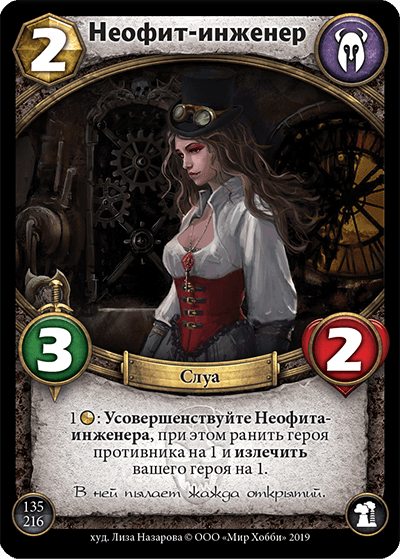 2
Неофит-инженер
3
2
Слуа
1 : Усовершенствуйте Неофита-
инженера, при этом ранить героя
противника на 1 и излечить
вашего героя на 1.
В ней пылает жажда открытий.
135
216
худ. Лиза Назарова © ООО «Мир Хобби» 2019